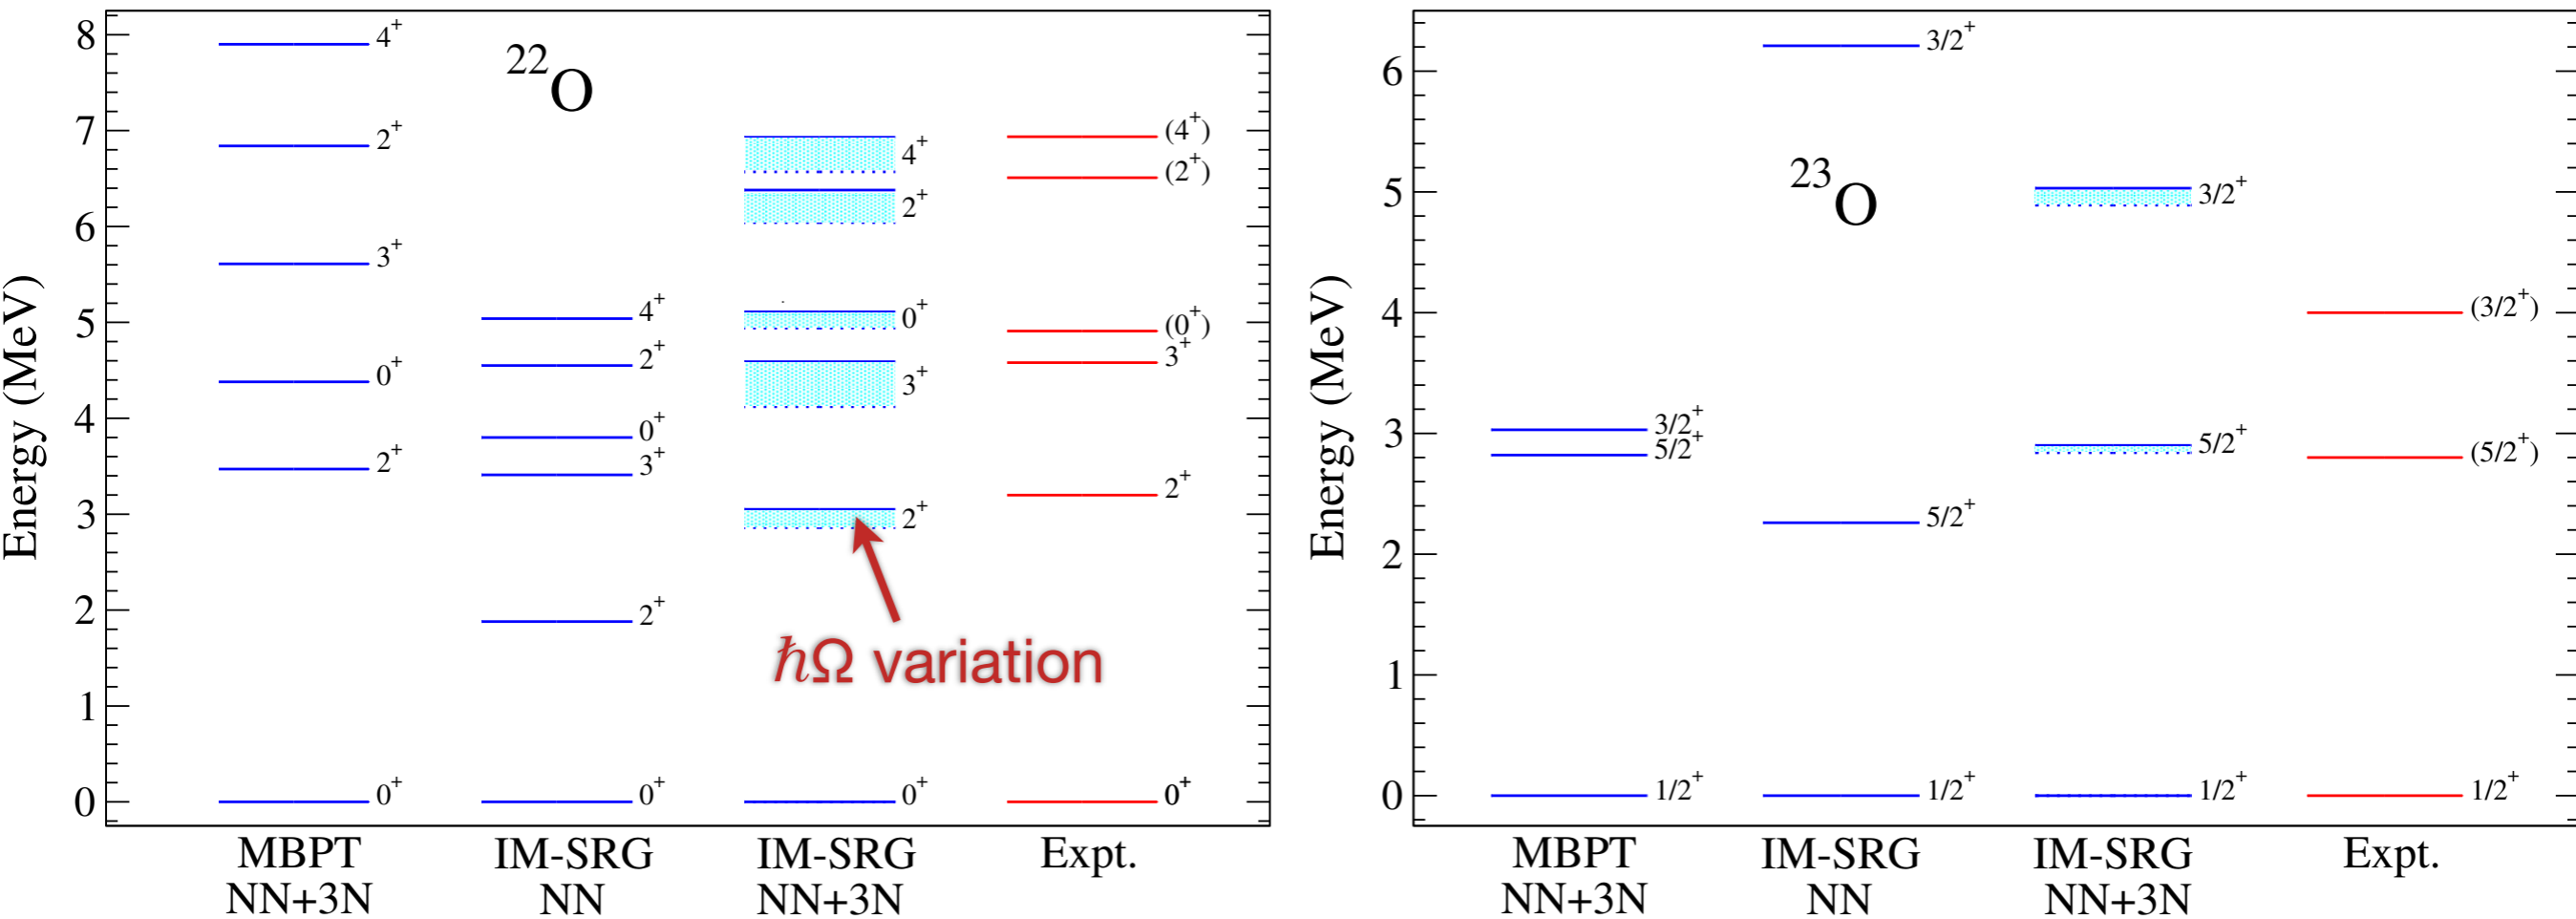 ²²O
Energy (MeV)
8
7
6
5
4
3
2
1
0
4⁺
2⁺
3⁺
0⁺
2⁺
0⁺
MBPT
NN+3N
4⁺
2⁺
0⁺
3⁺
2⁺
0⁺
IM-SRG
NN
4⁺
2⁺
0⁺
3⁺
2⁺
0⁺
IM-SRG
NN+3N
(4⁺)
(2⁺)
(0⁺)
3⁺
2⁺
0⁺
Expt.
ℏΩ variation
²³O
Energy (MeV)
6
5
4
3
2
1
0
3/2⁺
5/2⁺
1/2⁺
MBPT
NN+3N
3/2⁺
5/2⁺
1/2⁺
IM-SRG
NN
3/2⁺
5/2⁺
1/2⁺
IM-SRG
NN+3N
(3/2⁺)
(5/2⁺)
1/2⁺
Expt.